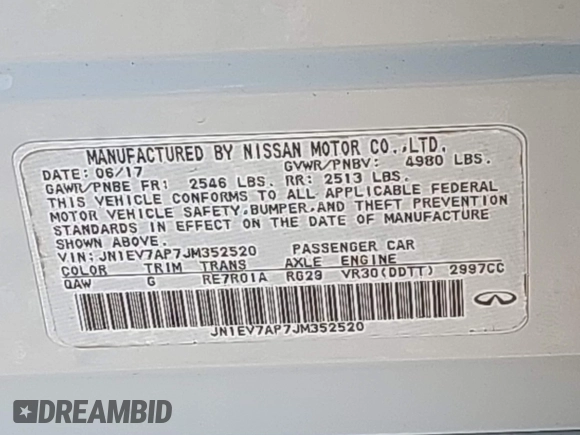 MANUFACTURED BY NISSAN MOTOR CO.,LTD.
DATE: 06/17 GVWR/PNBV: 4980 LBS.
GAWR/PNBE FR: 2546 LBS. RR: 2513 LBS.
THIS VEHICLE CONFORMS TO ALL APPLICABLE FEDERAL
MOTOR VEHICLE SAFETY,BUMPER,AND THEFT PREVENTION
STANDARDS IN EFFECT ON THE DATE OF MANUFACTURE
SHOWN ABOVE.
VIN: JN1EV7AP7JM352520 PASSENGER CAR
COLOR TRIM TRANS AXLE ENGINE
QAW G RE7R01A RG29 VR30(DDTT) 2997CC
JN1EV7AP7JM352520
DREAMBID